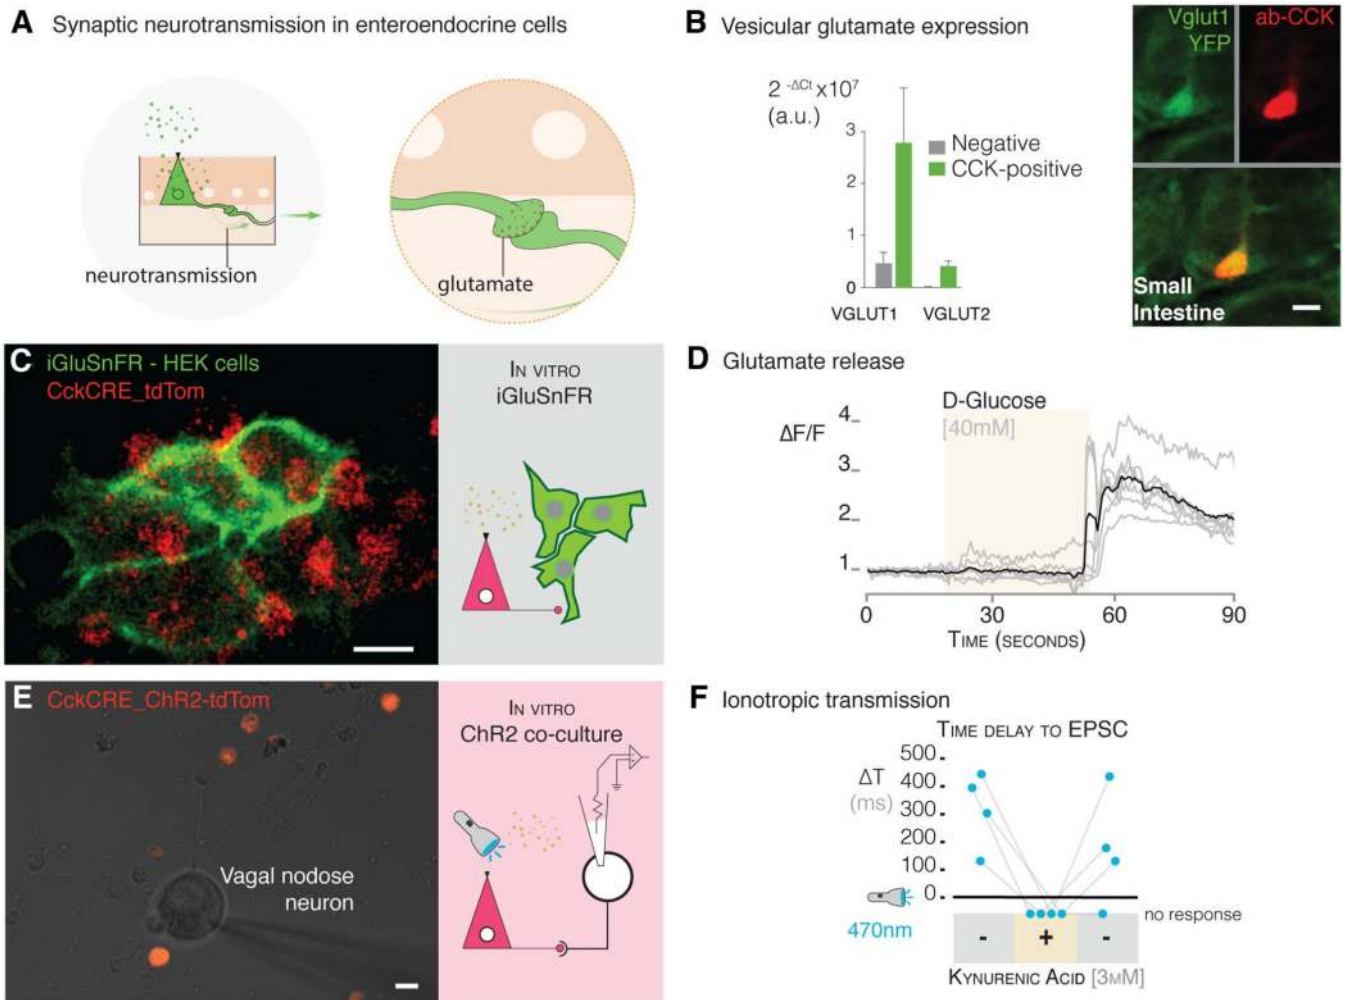 A Synaptic neurotransmission in enteroendocrine cells
neurotransmission
glutamate
B Vesicular glutamate expression
2 -ΔCt x10⁷
(a.u.)
3
2
1
0
Negative
CCK-positive
VGLUT1 VGLUT2
Vglut1
YFP
ab-CCK
Small
Intestine
C iGluSnFR - HEK cells
CckCRE_tdTom
IN VITRO
iGluSnFR
D Glutamate release
D-Glucose
[40mM]
ΔF/F
4
3
2
1
0 30 60 90
TIME (SECONDS)
E CckCRE_ChR2-tdTom
Vagal nodose
neuron
IN VITRO
ChR2 co-culture
F Ionotropic transmission
TIME DELAY TO EPSC
ΔT
(ms)
500
400
300
200
100
0
470nm
no response
- + -
KYNURENIC ACID [3MM]